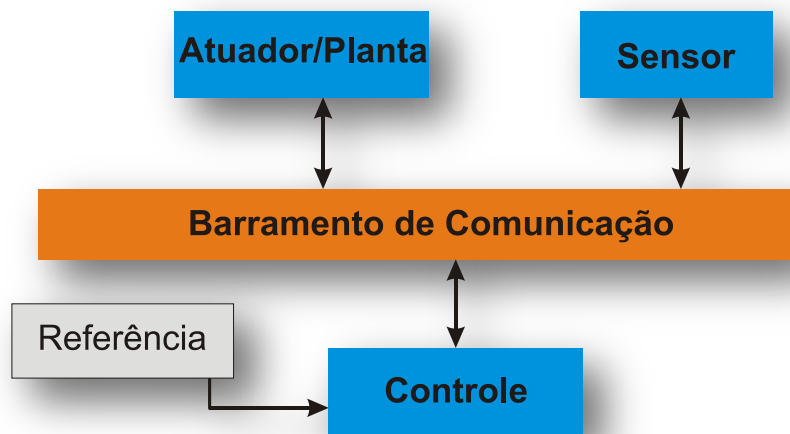 Atuador/Planta
Sensor
Barramento de Comunicação
Referência
Controle